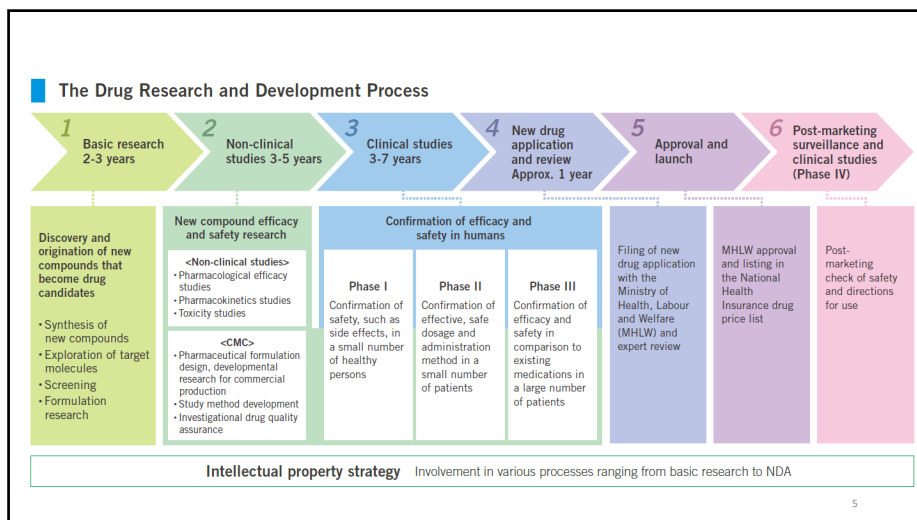 The Drug Research and Development Process
1
Basic research
2-3 years
2
Non-clinical
studies 3-5 years
3
Clinical studies
3-7 years
4
New drug
application
and review
Approx. 1 year
5
Approval and
launch
6
Post-marketing
surveillance and
clinical studies
(Phase IV)
Discovery and
origination of new
compounds that
become drug
candidates
• Synthesis of
new compounds
• Exploration of target
molecules
• Screening
• Formulation
research
New compound efficacy
and safety research
<Non-clinical studies>
• Pharmacological efficacy
studies
• Pharmacokinetics studies
• Toxicity studies
<CMC>
• Pharmaceutical formulation
design, developmental
research for commercial
production
• Study method development
• Investigational drug quality
assurance
Confirmation of efficacy and
safety in humans
Phase I
Confirmation of
safety, such as
side effects, in
a small number
of healthy
persons
Phase II
Confirmation of
effective, safe
dosage and
administration
method in a
small number
of patients
Phase III
Confirmation of
efficacy and
safety in
comparison to
existing
medications in
a large number
of patients
Filing of new
drug application
with the
Ministry of
Health, Labour
and Welfare
(MHLW) and
expert review
MHLW approval
and listing in
the National
Health
Insurance drug
price list
Post-
marketing
check of safety
and directions
for use
Intellectual property strategy Involvement in various processes ranging from basic research to NDA
5